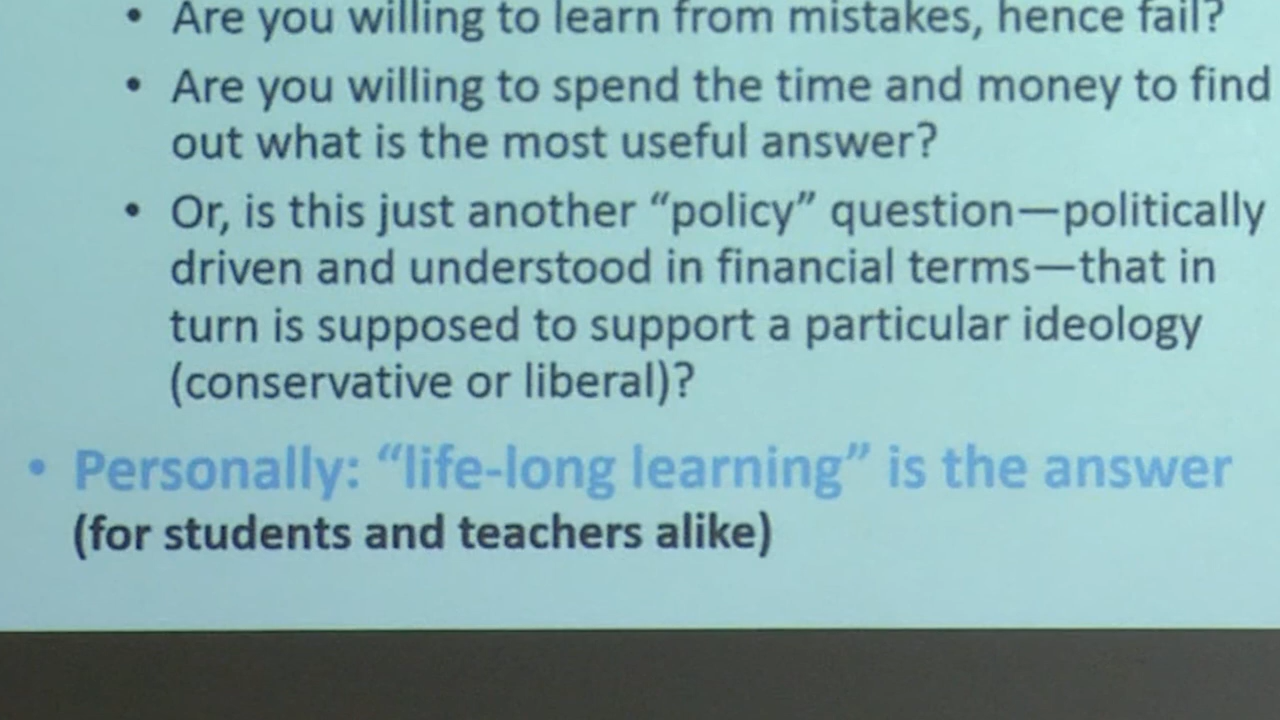 • Are you willing to learn from mistakes, hence fail?
• Are you willing to spend the time and money to find
out what is the most useful answer?
• Or, is this just another “policy” question—politically
driven and understood in financial terms—that in
turn is supposed to support a particular ideology
(conservative or liberal)?
• Personally: “life-long learning” is the answer
(for students and teachers alike)